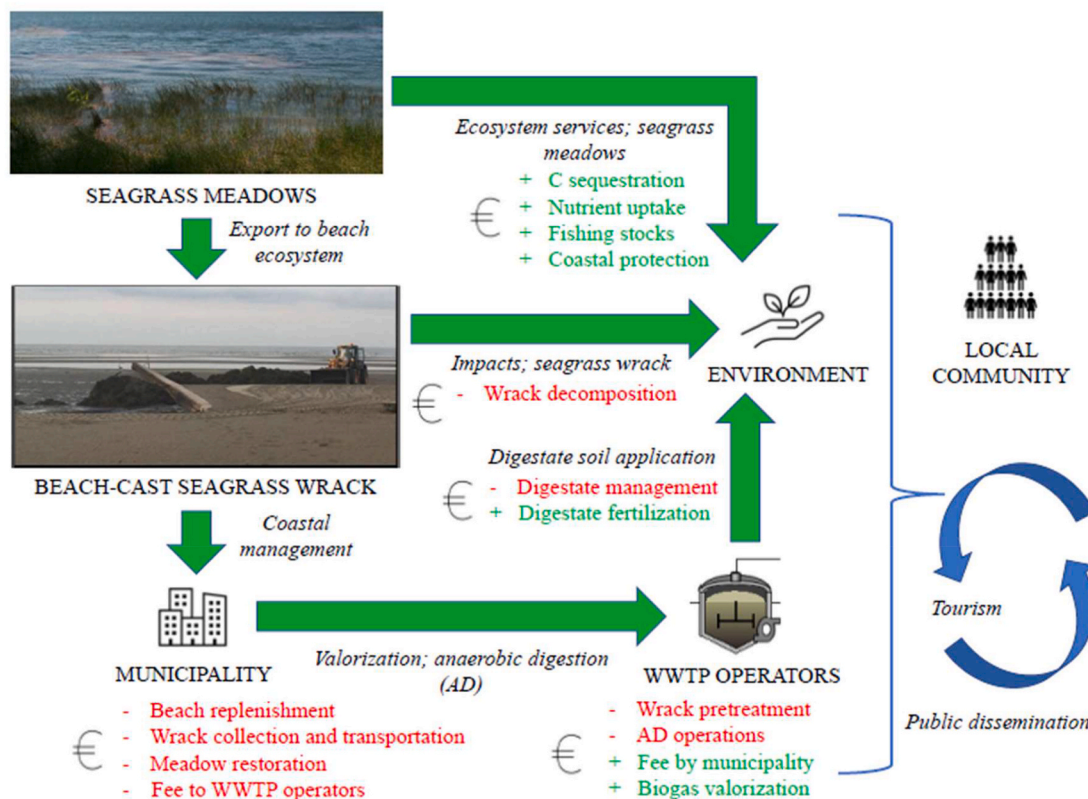 Ecosystem services; seagrass
meadows
+ C sequestration
+ Nutrient uptake
€
+ Fishing stocks
+ Coastal protection
SEAGRASS MEADOWS
Export to beach
ecosystem
Impacts; seagrass wrack
€
- Wrack decomposition
ENVIRONMENT
LOCAL
COMMUNITY
Digestate soil application
€
- Digestate management
+ Digestate fertilization
BEACH-CAST SEAGRASS WRACK
Coastal
management
MUNICIPALITY
Valorization; anaerobic digestion
(AD)
WWTP OPERATORS
Tourism
Public dissemination
€
- Beach replenishment
- Wrack collection and transportation
- Meadow restoration
- Fee to WWTP operators
€
- Wrack pretreatment
- AD operations
+ Fee by municipality
+ Biogas valorization